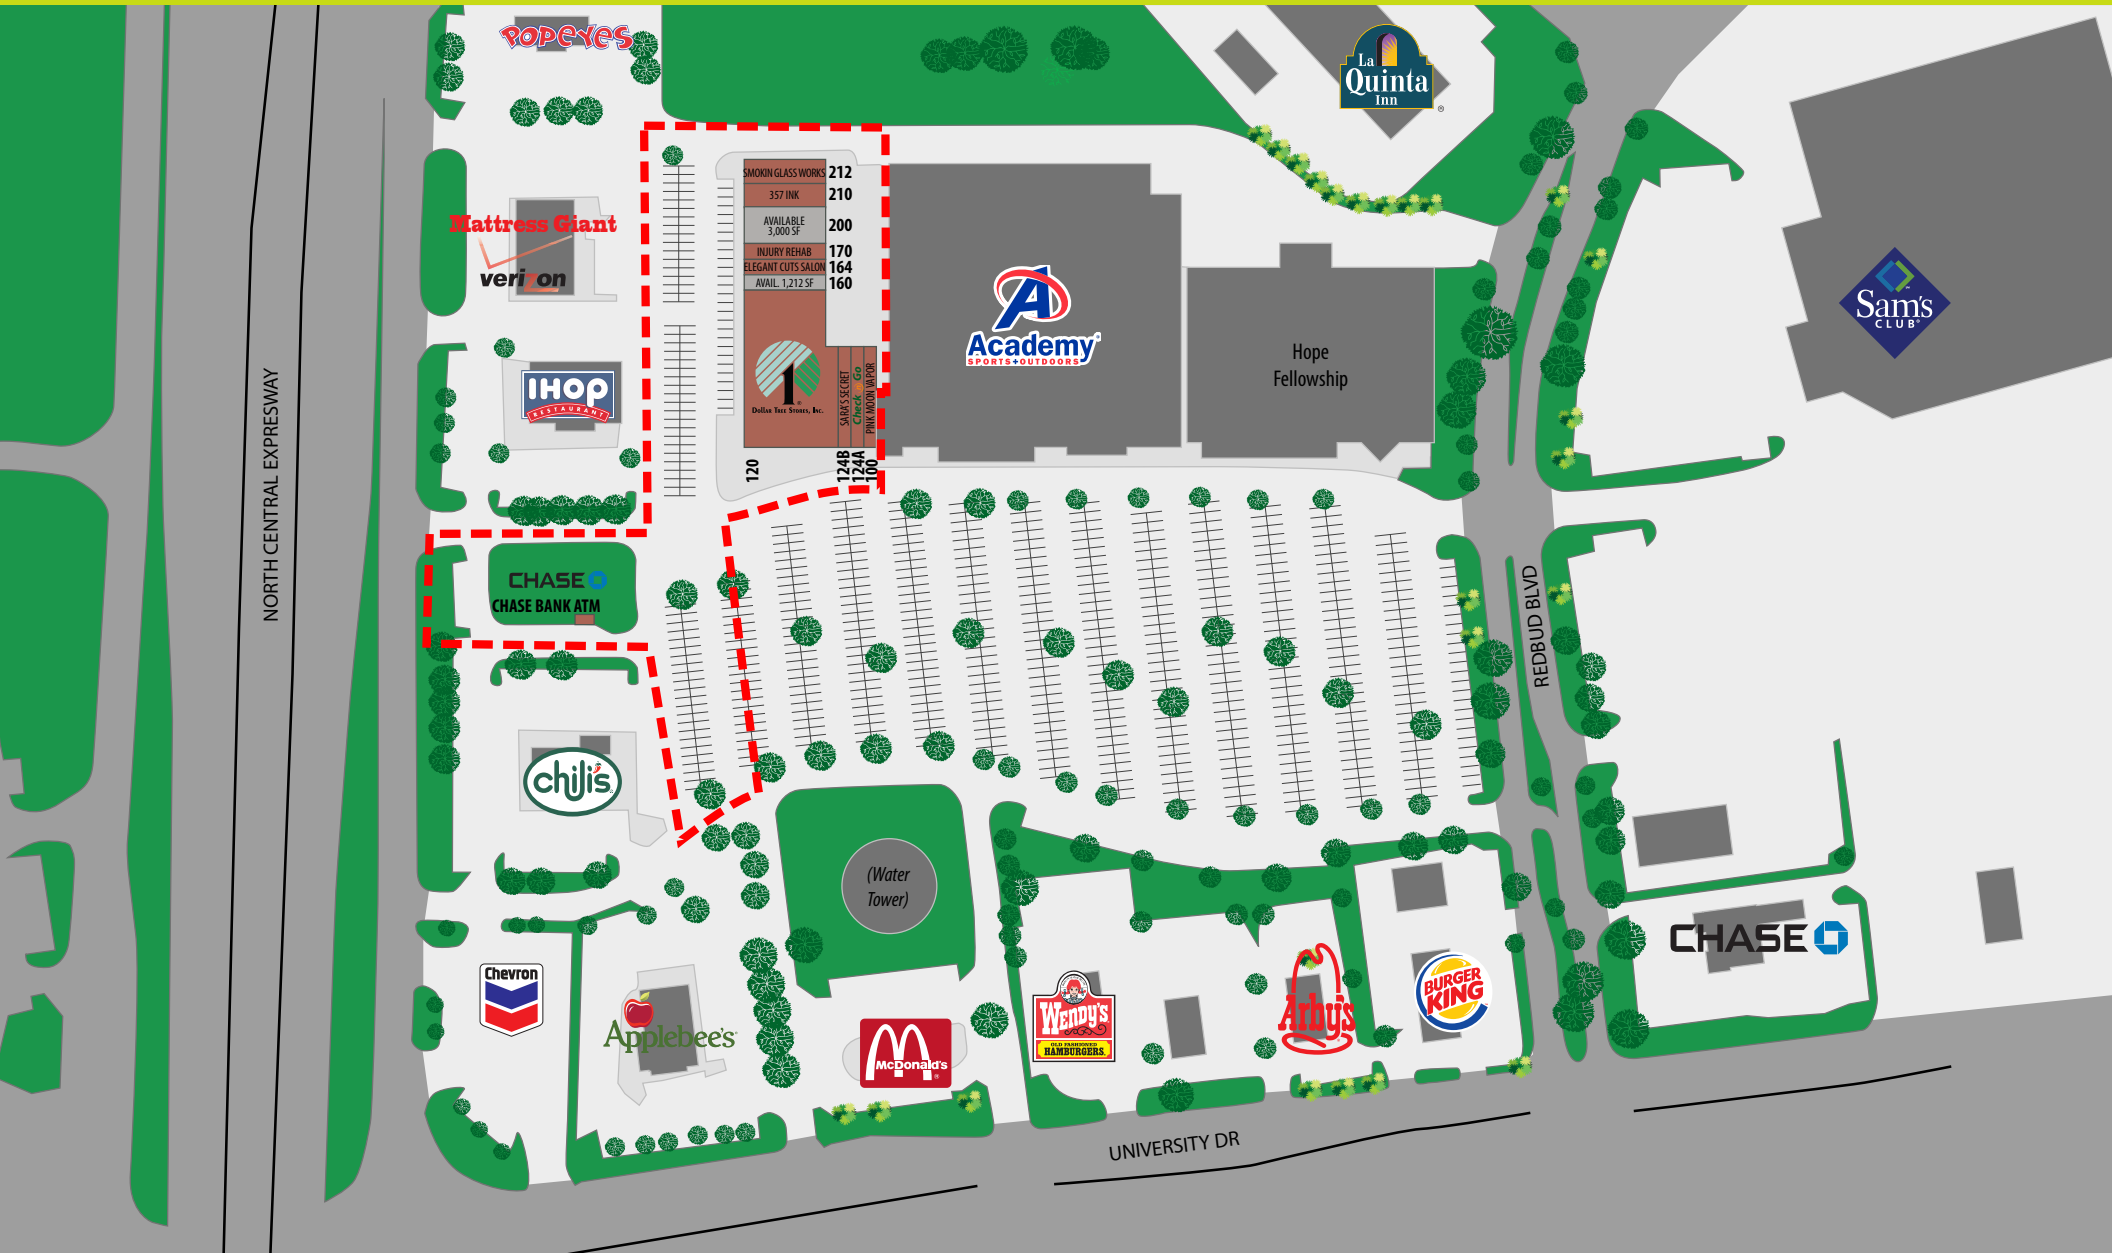 POPEYES
La
Quinta
Inn
®
SMOKIN GLASS WORKS 212
357 INK 210
AVAILABLE
3,000 SF
200
INJURY REHAB 170
ELEGANT CUTS SALON 164
AVAIL. 1,212 SF 160
Mattress Giant
verizon
Sam's
CLUB
Academy
SPORTS+OUTDOORS
Hope
Fellowship
IHOP
RESTAURANT
1
Dollar Tree Stores, Inc.
SARA'S SECRET
Check n Go
PINK MOON VAPOR
120
124B
124A
100
NORTH CENTRAL EXPRESWAY
CHASE
CHASE BANK ATM
REDBUD BLVD
chili's
(Water
Tower)
CHASE
Chevron
Applebee's
McDonald's
WENDY'S
OLD FASHIONED
HAMBURGERS
Arby's
BURGER
KING
UNIVERSITY DR